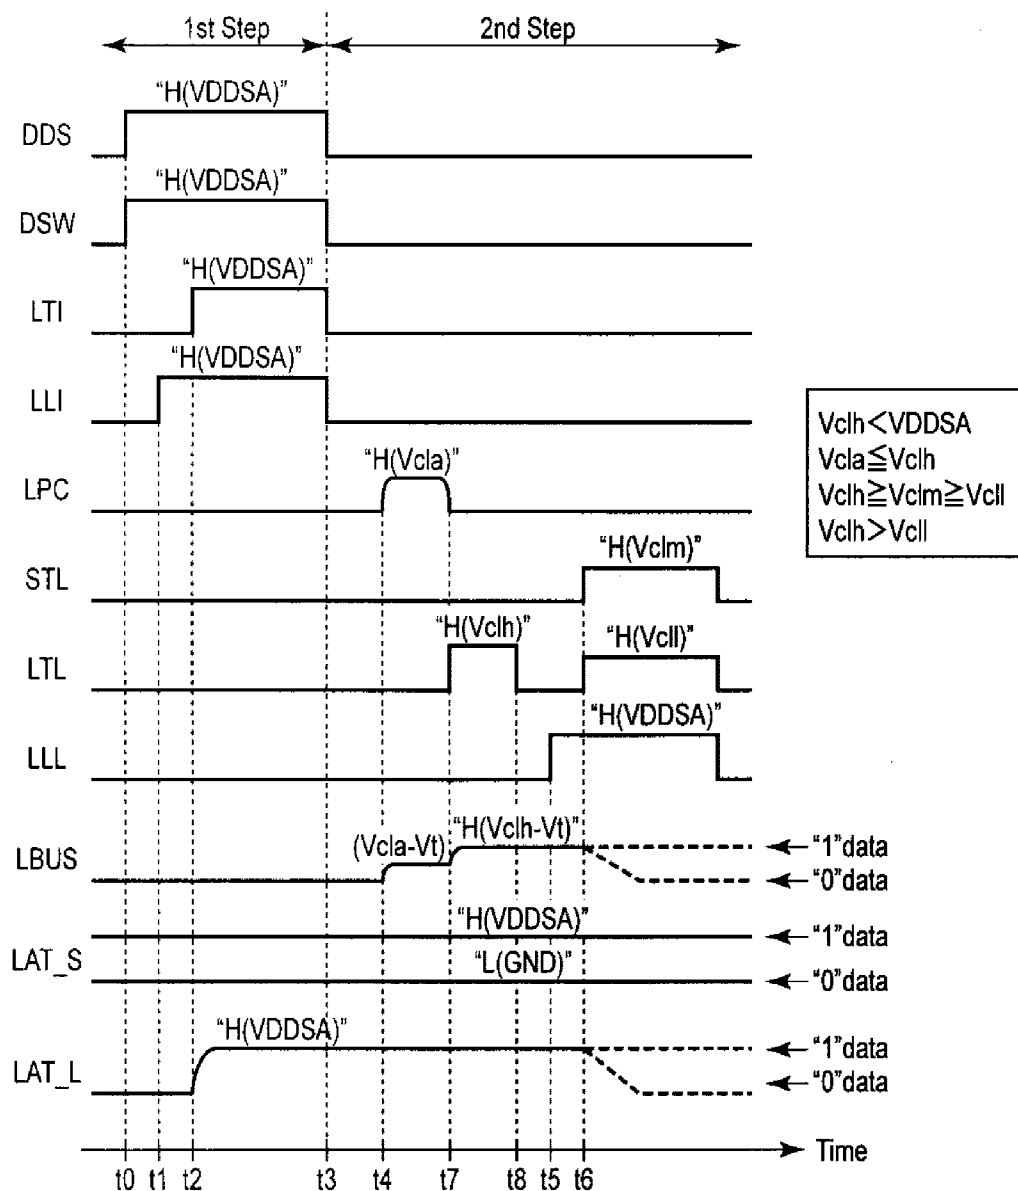 1st Step 2nd Step
DDS "H(VDDSA)"
DSW "H(VDDSA)"
LTI "H(VDDSA)"
LLI "H(VDDSA)"
LPC "H(Vcla)"
STL "H(Vclm)"
LTL "H(Vclh)" "H(Vcll)"
LLL "H(VDDSA)"
Vclh<VDDSA
Vcla≦Vclh
Vclh≧Vclm≧Vcll
Vclh>Vcll
LBUS (Vcla-Vt) "H(Vclh-Vt)" "1"data
"0"data
LAT_S "H(VDDSA)" "1"data
"L(GND)" "0"data
LAT_L "H(VDDSA)" "1"data
"0"data
Time
t0 t1 t2 t3 t4 t7 t8 t5 t6